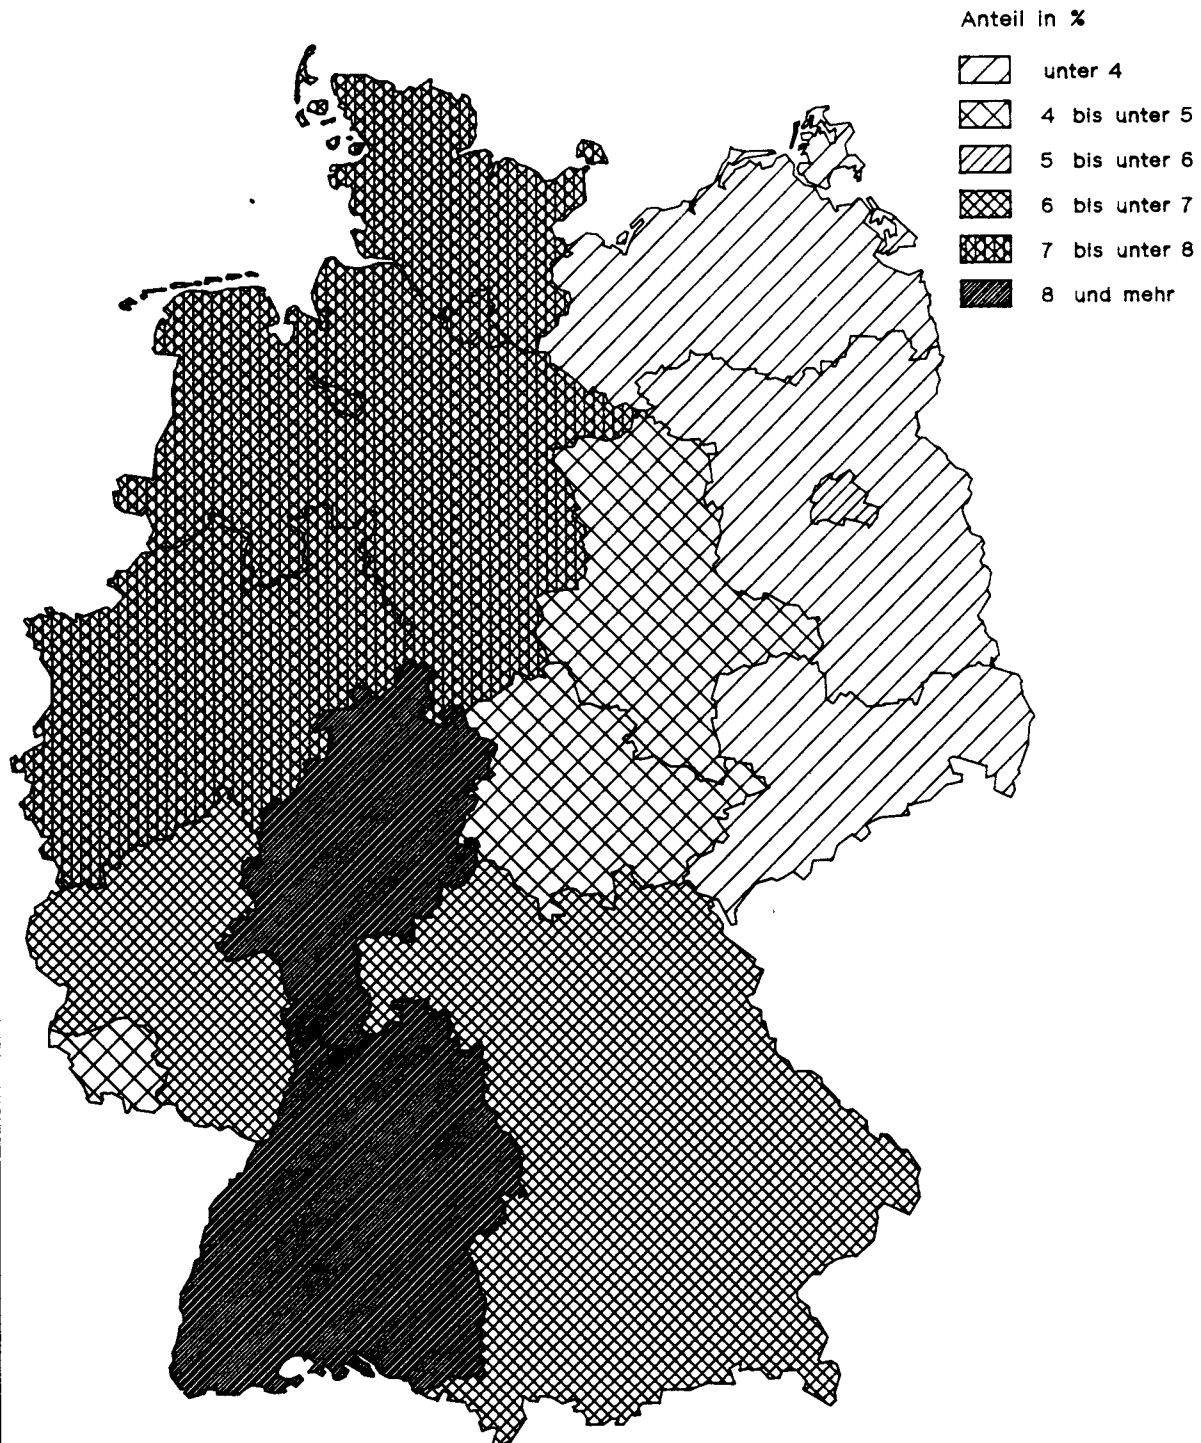 Anteil in %
unter 4
4 bis unter 5
5 bis unter 6
6 bis unter 7
7 bis unter 8
8 und mehr